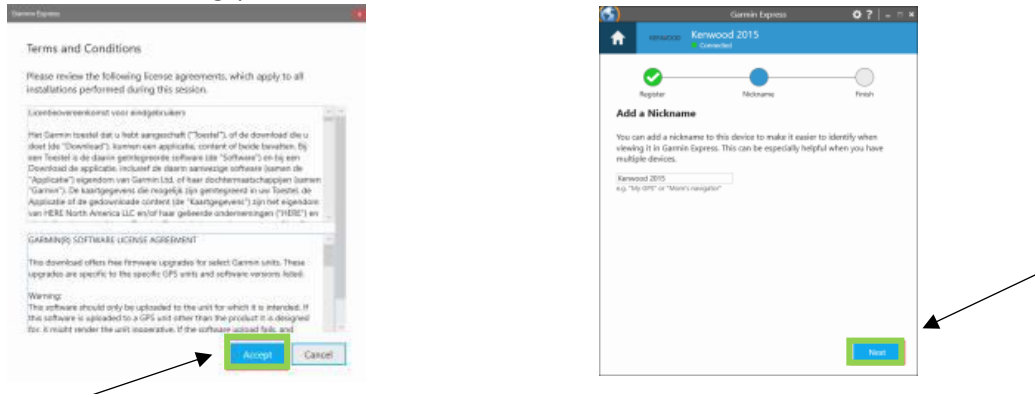 Garmin Express
Terms and Conditions
Please review the following license agreements, which apply to all
installations performed during this session.
Licentieovereenkomst voor eindgebruikers
Het Garmin toestel dat u hebt aangeschaft ("Toestel"), of de download die u
doet (de "Download"), kunnen een applicatie, content of beide bevatten. Bij
een Toestel is de daarin geïntegreerde software (de "Software") en bij een
Download de applicatie, inclusief de daarin aanwezige software (samen de
"Applicatie") eigendom van Garmin Ltd. of haar dochtermaatschappijen (samen
"Garmin"). De kaartgegevens die mogelijk zijn geïntegreerd in uw Toestel, de
Applicatie of de gedownloade content (de "Kaartgegevens") zijn het eigendom
van HERE North America LLC en/of haar gelieerde ondernemingen ("HERE") en
GARMIN(R) SOFTWARE LICENSE AGREEMENT
This download offers free firmware upgrades for select Garmin units. These
upgrades are specific to the specific GPS units and software versions listed.
Warning:
This software should only be uploaded to the unit for which it is intended. If
this software is uploaded to a GPS unit other than the product it is designed
for, it might render the unit inoperative. If the software upload fails, and
Accept Cancel
Garmin Express
KENWOOD Kenwood 2015
Connected
Register Nickname Finish
Add a Nickname
You can add a nickname to this device to make it easier to identify when
viewing it in Garmin Express. This can be especially helpful when you have
multiple devices.
Kenwood 2015
e.g. "My GPS" or "Mom's navigator"
Next